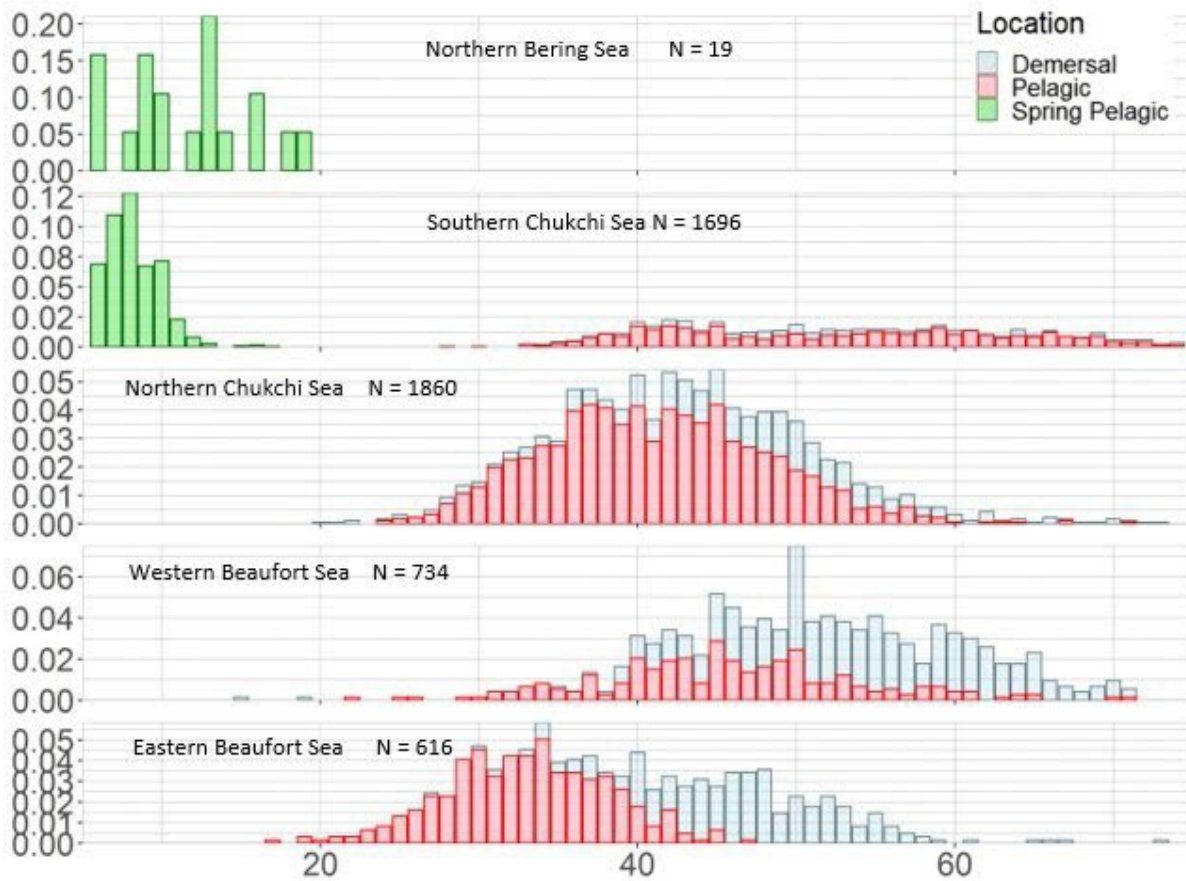 Location
Demersal
Pelagic
Spring Pelagic
Northern Bering Sea N = 19
0.20
0.15
0.10
0.05
0.00
Southern Chukchi Sea N = 1696
0.12
0.10
0.08
0.05
0.02
0.00
Northern Chukchi Sea N = 1860
0.05
0.04
0.03
0.02
0.01
0.00
Western Beaufort Sea N = 734
0.06
0.04
0.02
0.00
Eastern Beaufort Sea N = 616
0.05
0.04
0.03
0.02
0.01
0.00
20 40 60